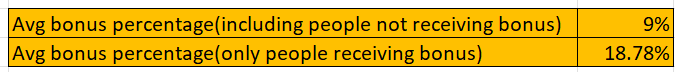 Avg bonus percentage(including people not receiving bonus) 9%
Avg bonus percentage(only people receiving bonus) 18.78%